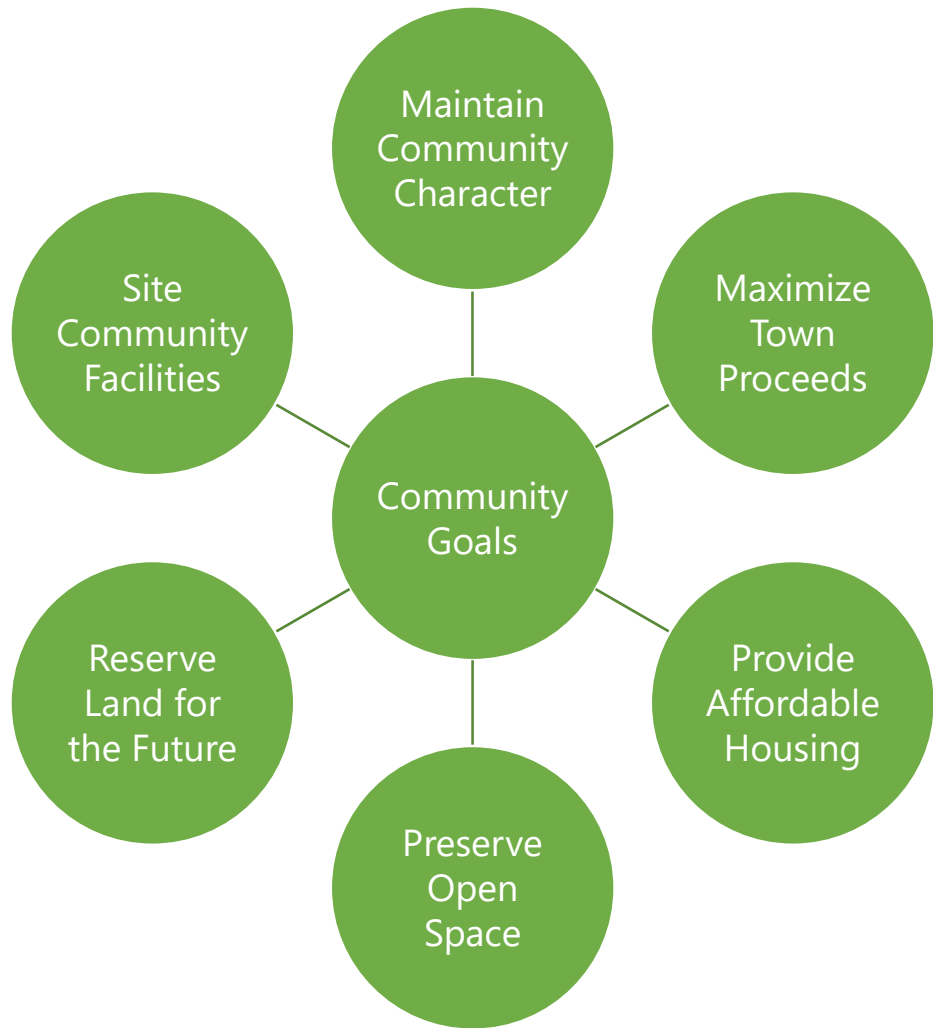 Maintain
Community
Character
Site
Community
Facilities
Maximize
Town
Proceeds
Community
Goals
Reserve
Land for
the Future
Provide
Affordable
Housing
Preserve
Open
Space